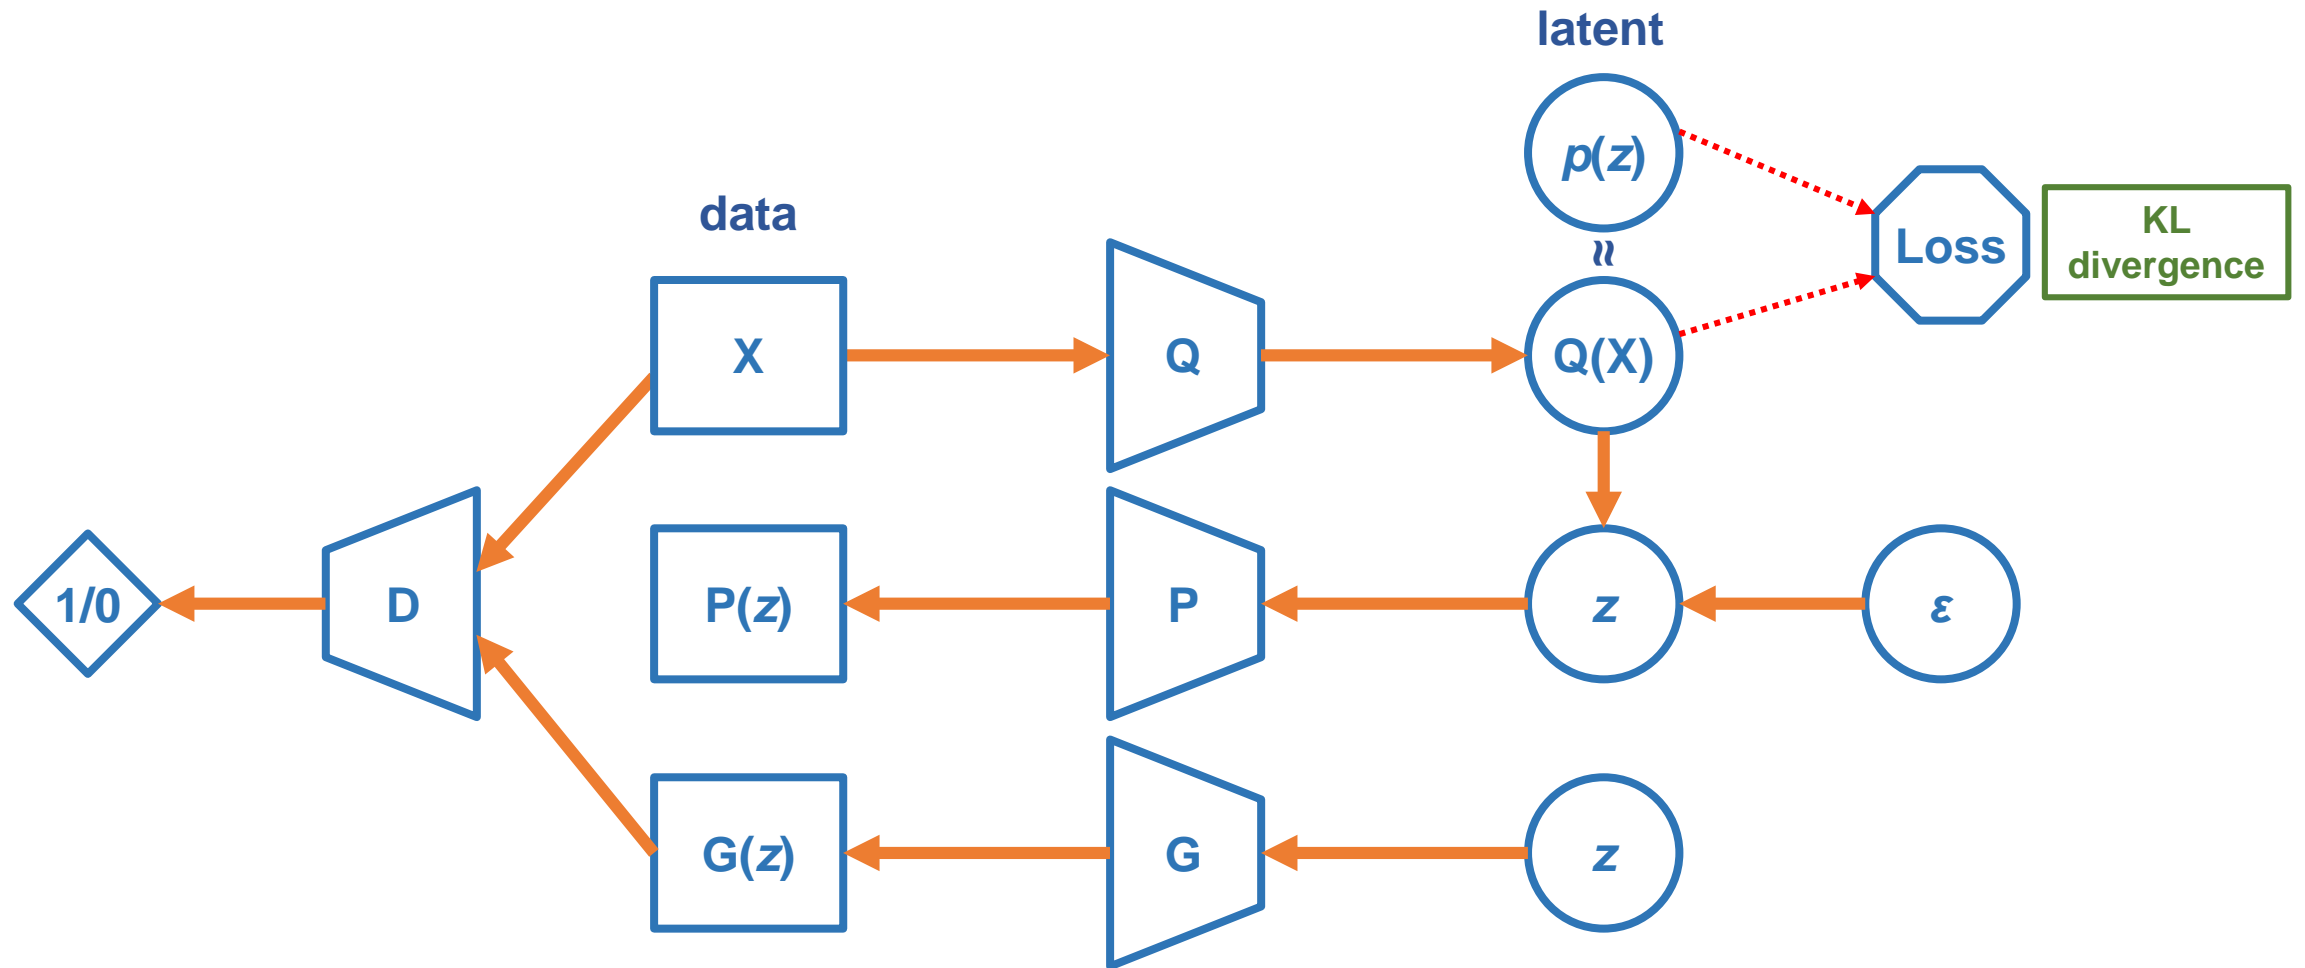 latent
p(z)
data
≈
Loss
KL
divergence
X
Q
Q(X)
1/0
D
P(z)
P
z
ε
G(z)
G
z